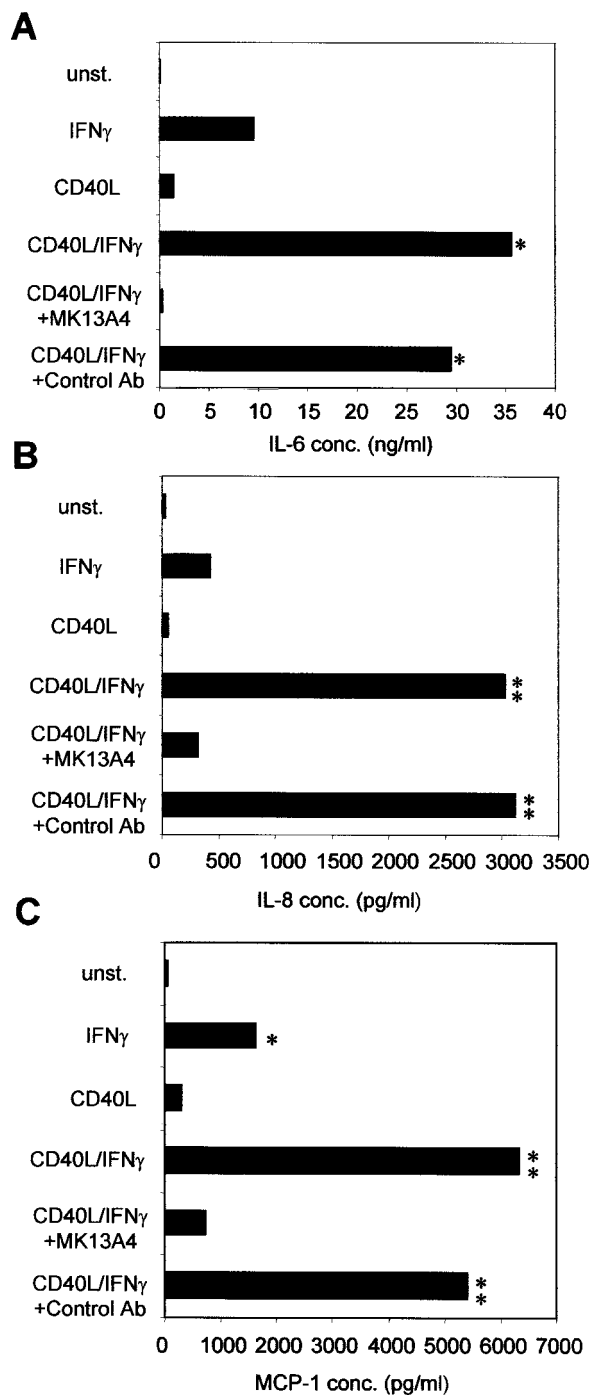 A
unst.
IFNγ
CD40L
CD40L/IFNγ
*
CD40L/IFNγ
+MK13A4
CD40L/IFNγ
+Control Ab
*
0 5 10 15 20 25 30 35 40
IL-6 conc. (ng/ml)
B
unst.
IFNγ
CD40L
CD40L/IFNγ
**
CD40L/IFNγ
+MK13A4
CD40L/IFNγ
+Control Ab
**
0 500 1000 1500 2000 2500 3000 3500
IL-8 conc. (pg/ml)
C
unst.
IFNγ
*
CD40L
CD40L/IFNγ
**
CD40L/IFNγ
+MK13A4
CD40L/IFNγ
+Control Ab
**
0 1000 2000 3000 4000 5000 6000 7000
MCP-1 conc. (pg/ml)